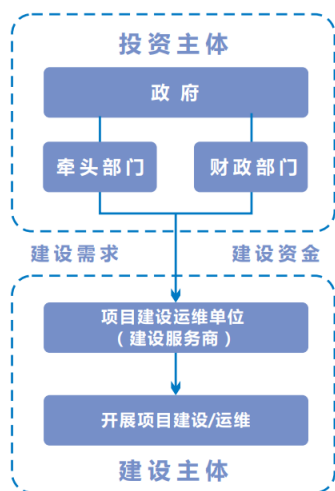 投资主体
政府
牵头部门
财政部门
建设需求
建设资金
项目建设运维单位
（建设服务商）
开展项目建设/运维
建设主体